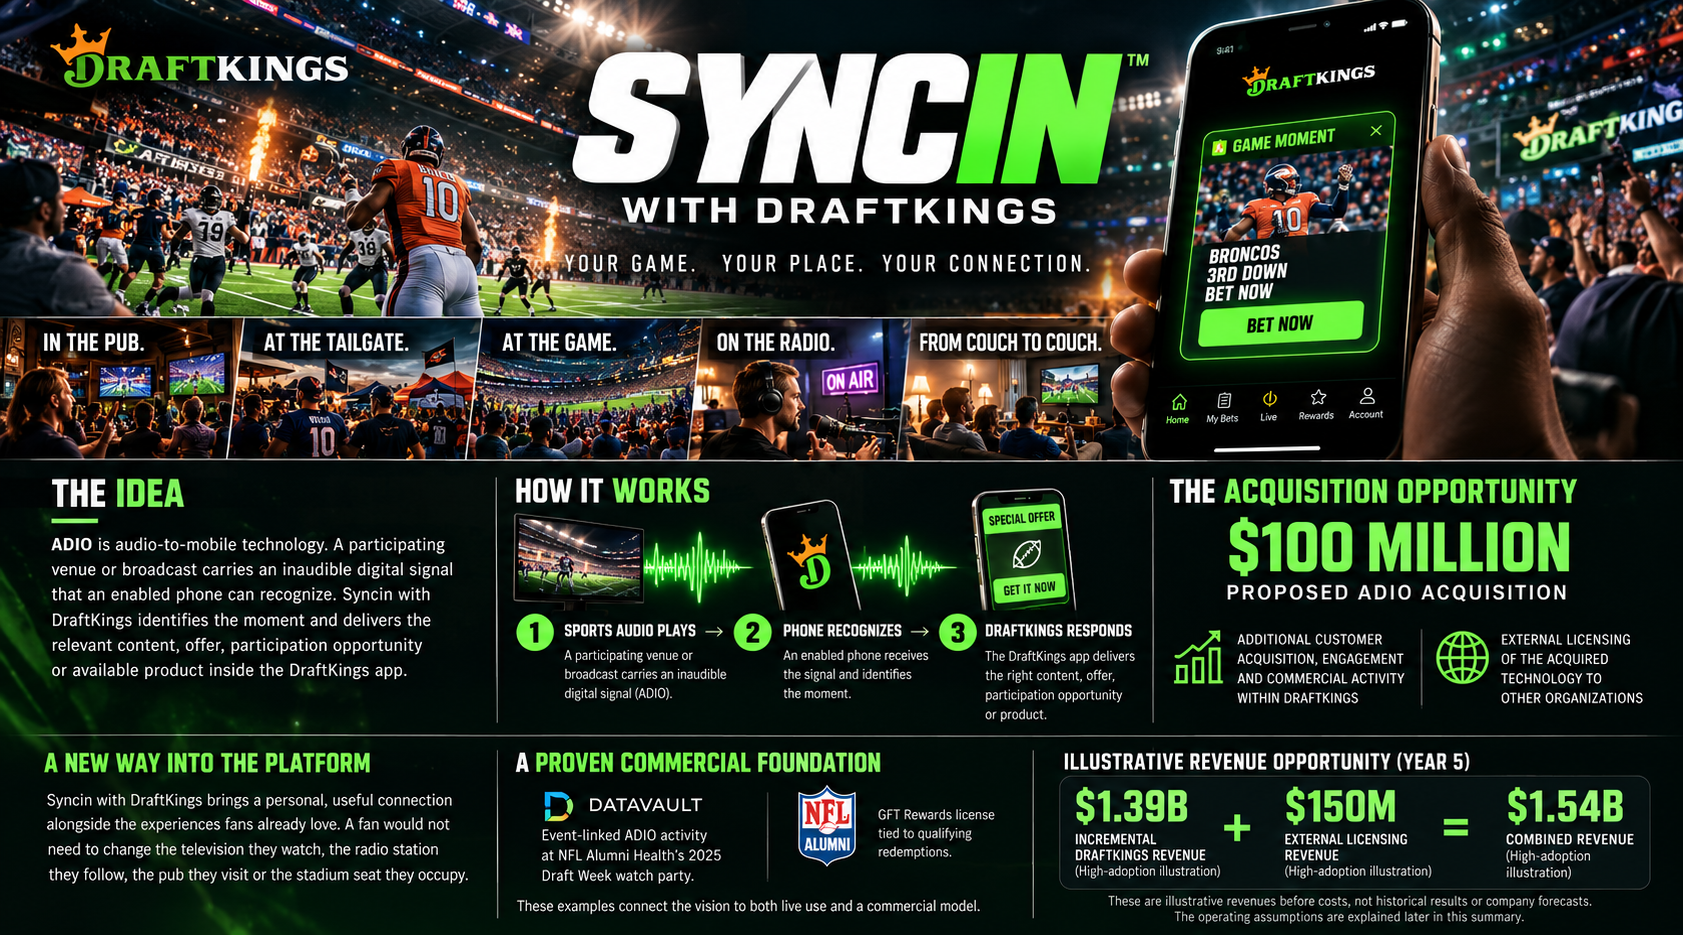 DRAFTKINGS
SYNCIN™
WITH DRAFTKINGS
YOUR GAME. YOUR PLACE. YOUR CONNECTION.
10
79
38
9:41
DRAFTKINGS
GAME MOMENT
10
BRONCOS
3RD DOWN
BET NOW
BET NOW
Home
My Bets
Live
Rewards
Account
DRAFTKING
IN THE PUB.
AT THE TAILGATE.
10
AT THE GAME.
ON THE RADIO.
ON AIR
FROM COUCH TO COUCH.
THE IDEA
ADIO is audio-to-mobile technology. A participating
venue or broadcast carries an inaudible digital signal
that an enabled phone can recognize. Syncin with
DraftKings identifies the moment and delivers the
relevant content, offer, participation opportunity
or available product inside the DraftKings app.
HOW IT WORKS
SPECIAL OFFER
GET IT NOW
1 SPORTS AUDIO PLAYS →
A participating venue or
broadcast carries an inaudible
digital signal (ADIO).
2 PHONE RECOGNIZES →
An enabled phone receives
the signal and identifies
the moment.
3 DRAFTKINGS RESPONDS
The DraftKings app delivers
the right content, offer,
participation opportunity
or product.
THE ACQUISITION OPPORTUNITY
$100 MILLION
PROPOSED ADIO ACQUISITION
ADDITIONAL CUSTOMER
ACQUISITION, ENGAGEMENT
AND COMMERCIAL ACTIVITY
WITHIN DRAFTKINGS
EXTERNAL LICENSING
OF THE ACQUIRED
TECHNOLOGY TO
OTHER ORGANIZATIONS
A NEW WAY INTO THE PLATFORM
Syncin with DraftKings brings a personal, useful connection
alongside the experiences fans already love. A fan would not
need to change the television they watch, the radio station
they follow, the pub they visit or the stadium seat they occupy.
A PROVEN COMMERCIAL FOUNDATION
DATAVAULT
Event-linked ADIO activity
at NFL Alumni Health's 2025
Draft Week watch party.
NFL
ALUMNI
GFT Rewards license
tied to qualifying
redemptions.
These examples connect the vision to both live use and a commercial model.
ILLUSTRATIVE REVENUE OPPORTUNITY (YEAR 5)
$1.39B
INCREMENTAL
DRAFTKINGS REVENUE
(High-adoption illustration)
+
$150M
EXTERNAL LICENSING
REVENUE
(High-adoption illustration)
=
$1.54B
COMBINED REVENUE
(High-adoption
illustration)
These are illustrative revenues before costs, not historical results or company forecasts.
The operating assumptions are explained later in this summary.